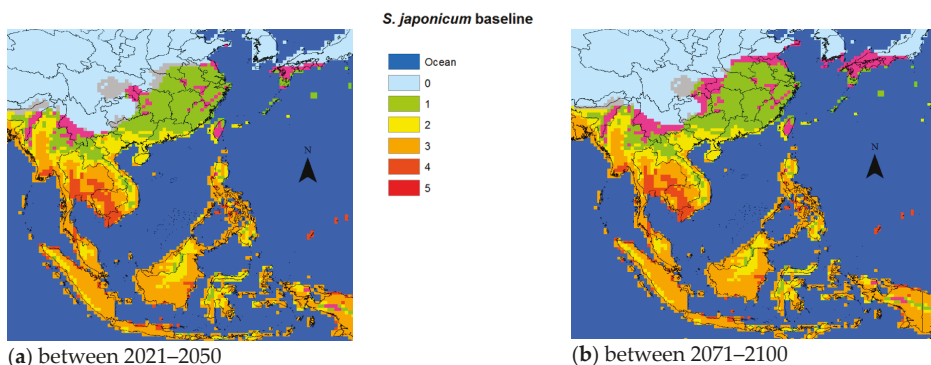 S. japonicum baseline
Ocean
0
1
2
3
4
5
N
N
(a) between 2021–2050
(b) between 2071–2100